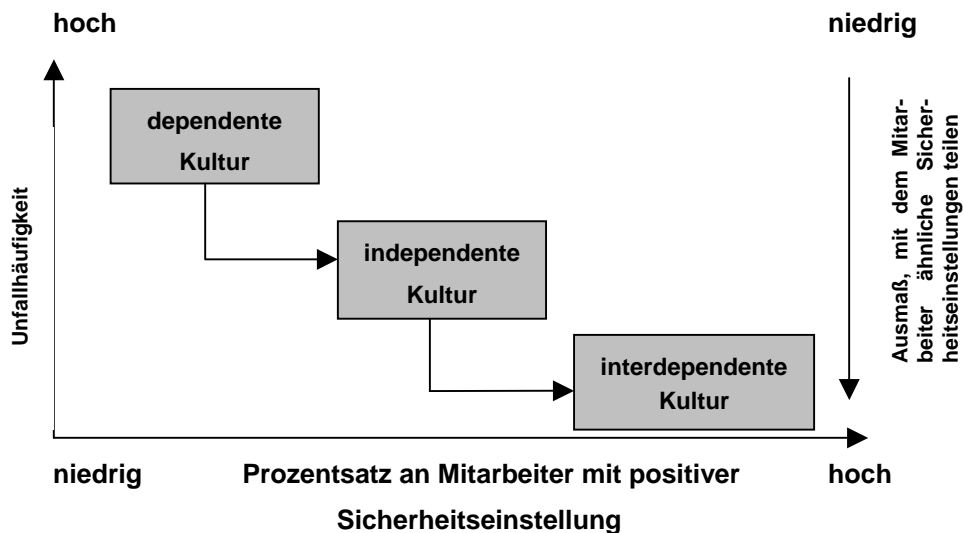 hoch
niedrig
dependente
Kultur
independente
Kultur
interdependente
Kultur
Unfallhäufigkeit
Ausmaß, mit dem Mitar-
beiter ähnliche Sicher-
heitseinstellungen teilen
niedrig
Prozentsatz an Mitarbeiter mit positiver
hoch
Sicherheitseinstellung